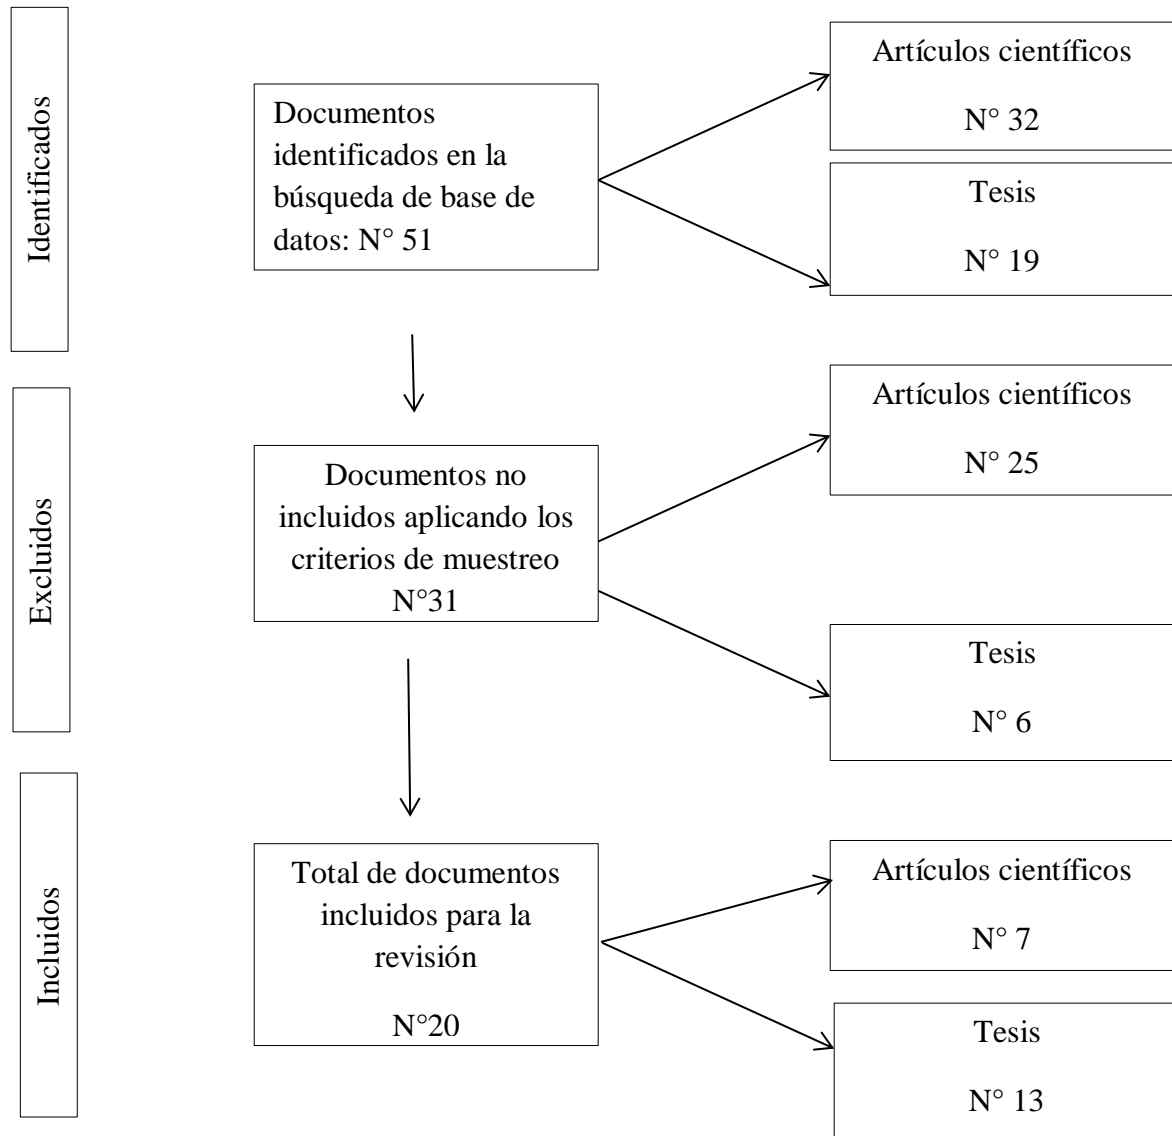 Identificados
Documentos
identificados en la
búsqueda de base de
datos: N° 51
Artículos científicos
N° 32
Tesis
N° 19
Excluidos
Documentos no
incluidos aplicando los
criterios de muestreo
N°31
Artículos científicos
N° 25
Tesis
N° 6
Incluidos
Total de documentos
incluidos para la
revisión
N°20
Artículos científicos
N° 7
Tesis
N° 13